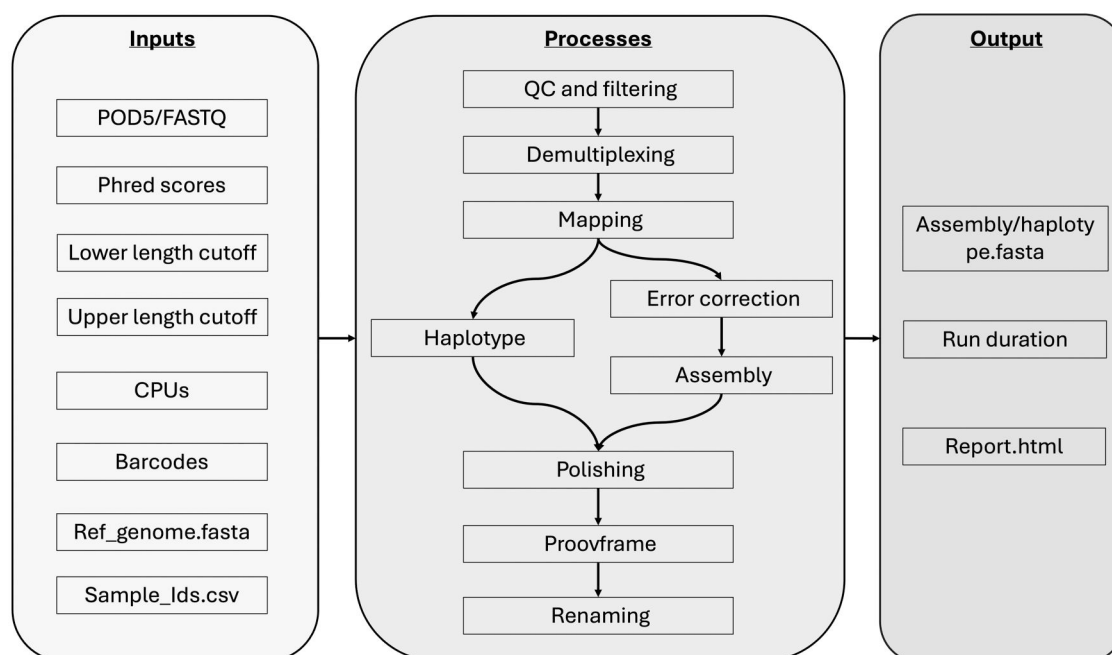 Inputs
POD5/FASTQ
Phred scores
Lower length cutoff
Upper length cutoff
CPUs
Barcodes
Ref_genome.fasta
Sample_Ids.csv
Processes
QC and filtering
Demultiplexing
Mapping
Haplotype
Error correction
Assembly
Polishing
Proovframe
Renaming
Output
Assembly/haploty
pe.fasta
Run duration
Report.html